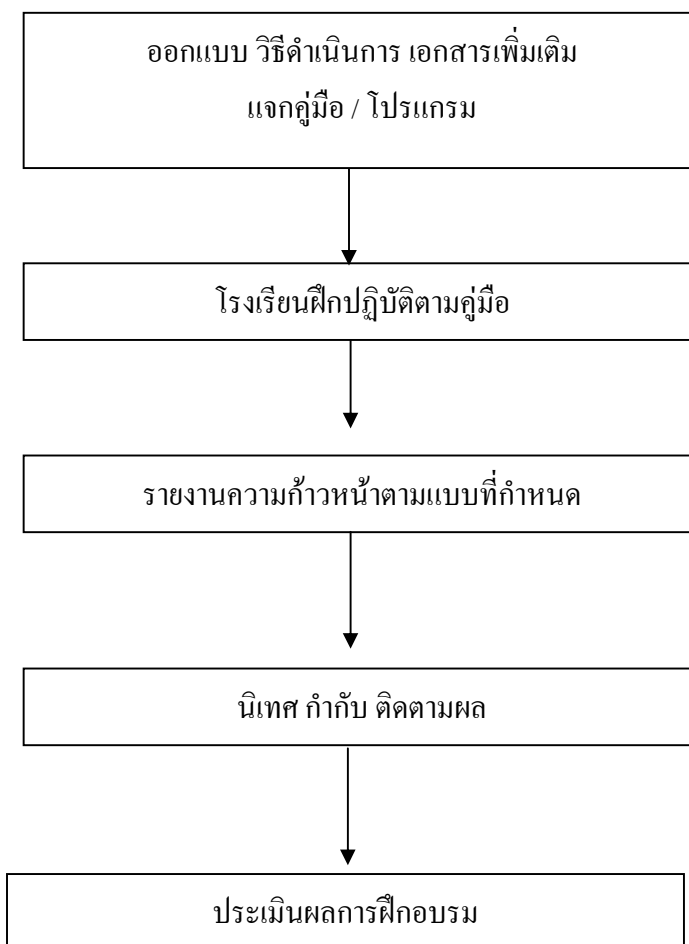 ออกแบบ วิธีดำเนินการ เอกสารเพิ่มเติม
แจกคู่มือ / โปรแกรม
โรงเรียนฝึกปฏิบัติตามคู่มือ
รายงานความก้าวหน้าตามแบบที่กำหนด
นิเทศ กำกับ ติดตามผล
ประเมินผลการฝึกอบรม